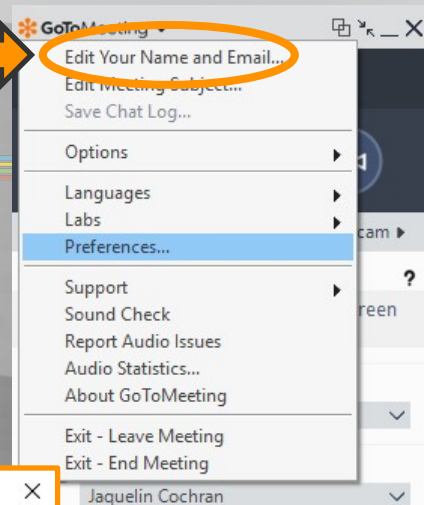 GoToMeeting
Edit Your Name and Email...
Edit Meeting Subject...
Save Chat Log...
Options
Languages
Labs
cam
Preferences...
?
Support
reen
Sound Check
Report Audio Issues
Audio Statistics...
About GoToMeeting
Exit - Leave Meeting
Exit - End Meeting
Jaquelin Cochran